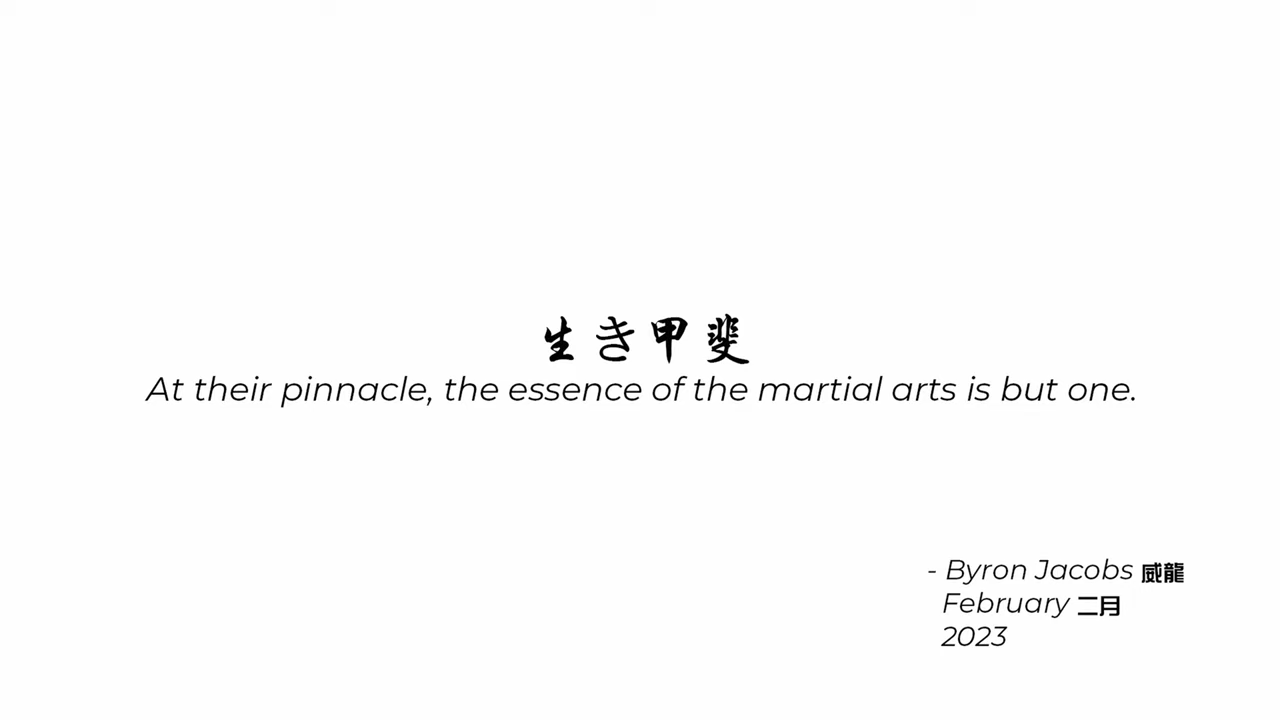 生き甲斐
At their pinnacle, the essence of the martial arts is but one.
- Byron Jacobs 威龍
February 二月
2023